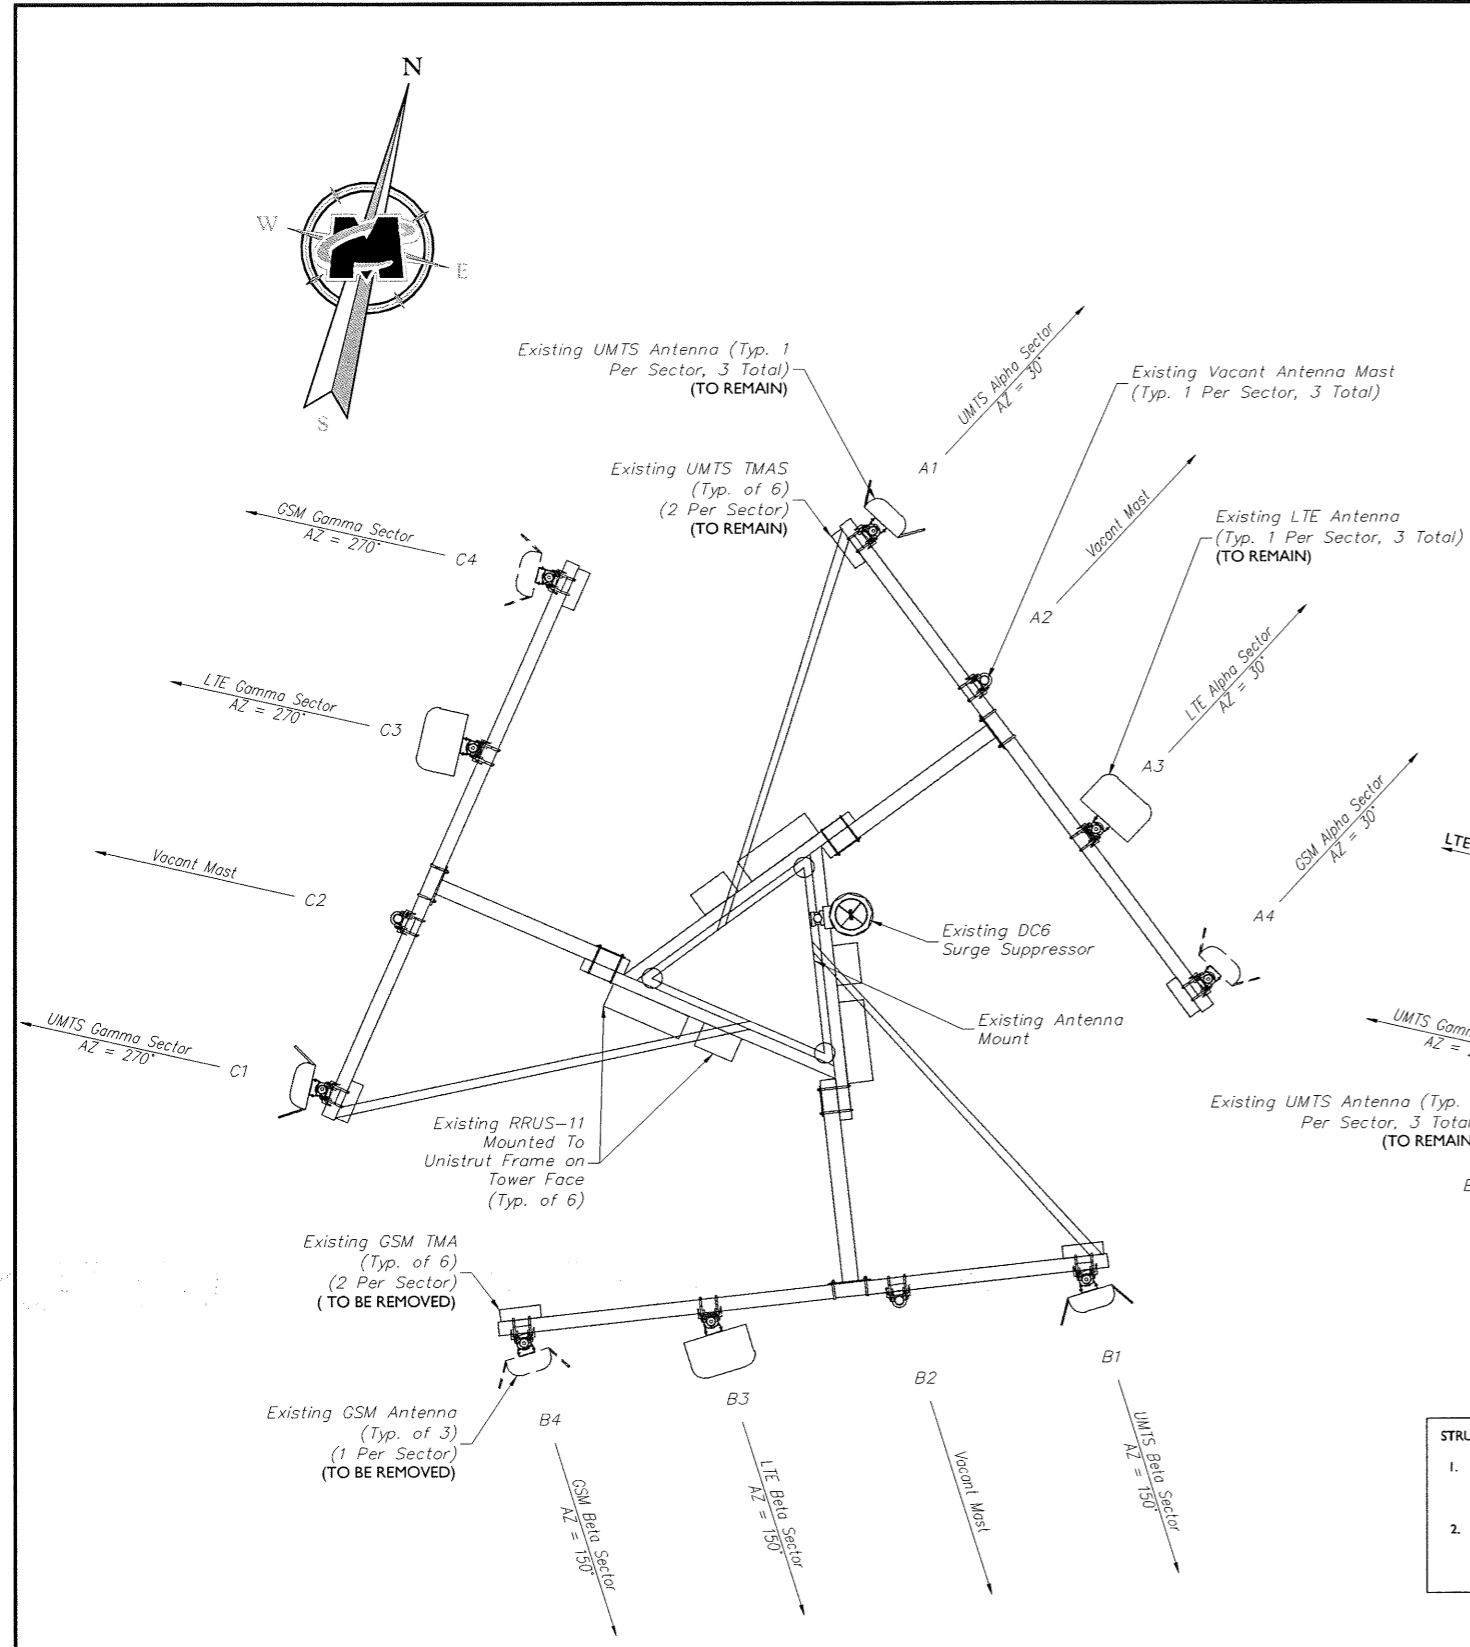 N
W
E
S
Existing UMTS Antenna (Typ. 1
Per Sector, 3 Total)
(TO REMAIN)
UMTS Alpha Sector
AZ = 30°
A1
Existing Vacant Antenna Mast
(Typ. 1 Per Sector, 3 Total)
Existing UMTS TMAS
(Typ. of 6)
(2 Per Sector)
(TO REMAIN)
Vacant Mast
A2
Existing LTE Antenna
(Typ. 1 Per Sector, 3 Total)
(TO REMAIN)
GSM Gamma Sector
AZ = 270°
C4
LTE Alpha Sector
AZ = 30°
A3
LTE Gamma Sector
AZ = 270°
C3
GSM Alpha Sector
AZ = 30°
A4
LTE
Vacant Mast
C2
Existing DC6
Surge Suppressor
Existing Antenna
Mount
UMTS Gamma Sector
AZ = 270°
C1
UMTS Gam
AZ =
Existing UMTS Antenna (Typ.
Per Sector, 3 Total
(TO REMAIN
Existing RRUS-11
Mounted To
Unistrut Frame on
Tower Face
(Typ. of 6)
Existing GSM TMA
(Typ. of 6)
(2 Per Sector)
( TO BE REMOVED)
Existing GSM Antenna
(Typ. of 3)
(1 Per Sector)
(TO BE REMOVED)
B4
GSM Beta Sector
AZ = 150°
B3
LTE Beta Sector
AZ = 150°
B2
Vacant Mast
B1
UMTS Beta Sector
AZ = 150°
STRU
1.
2.